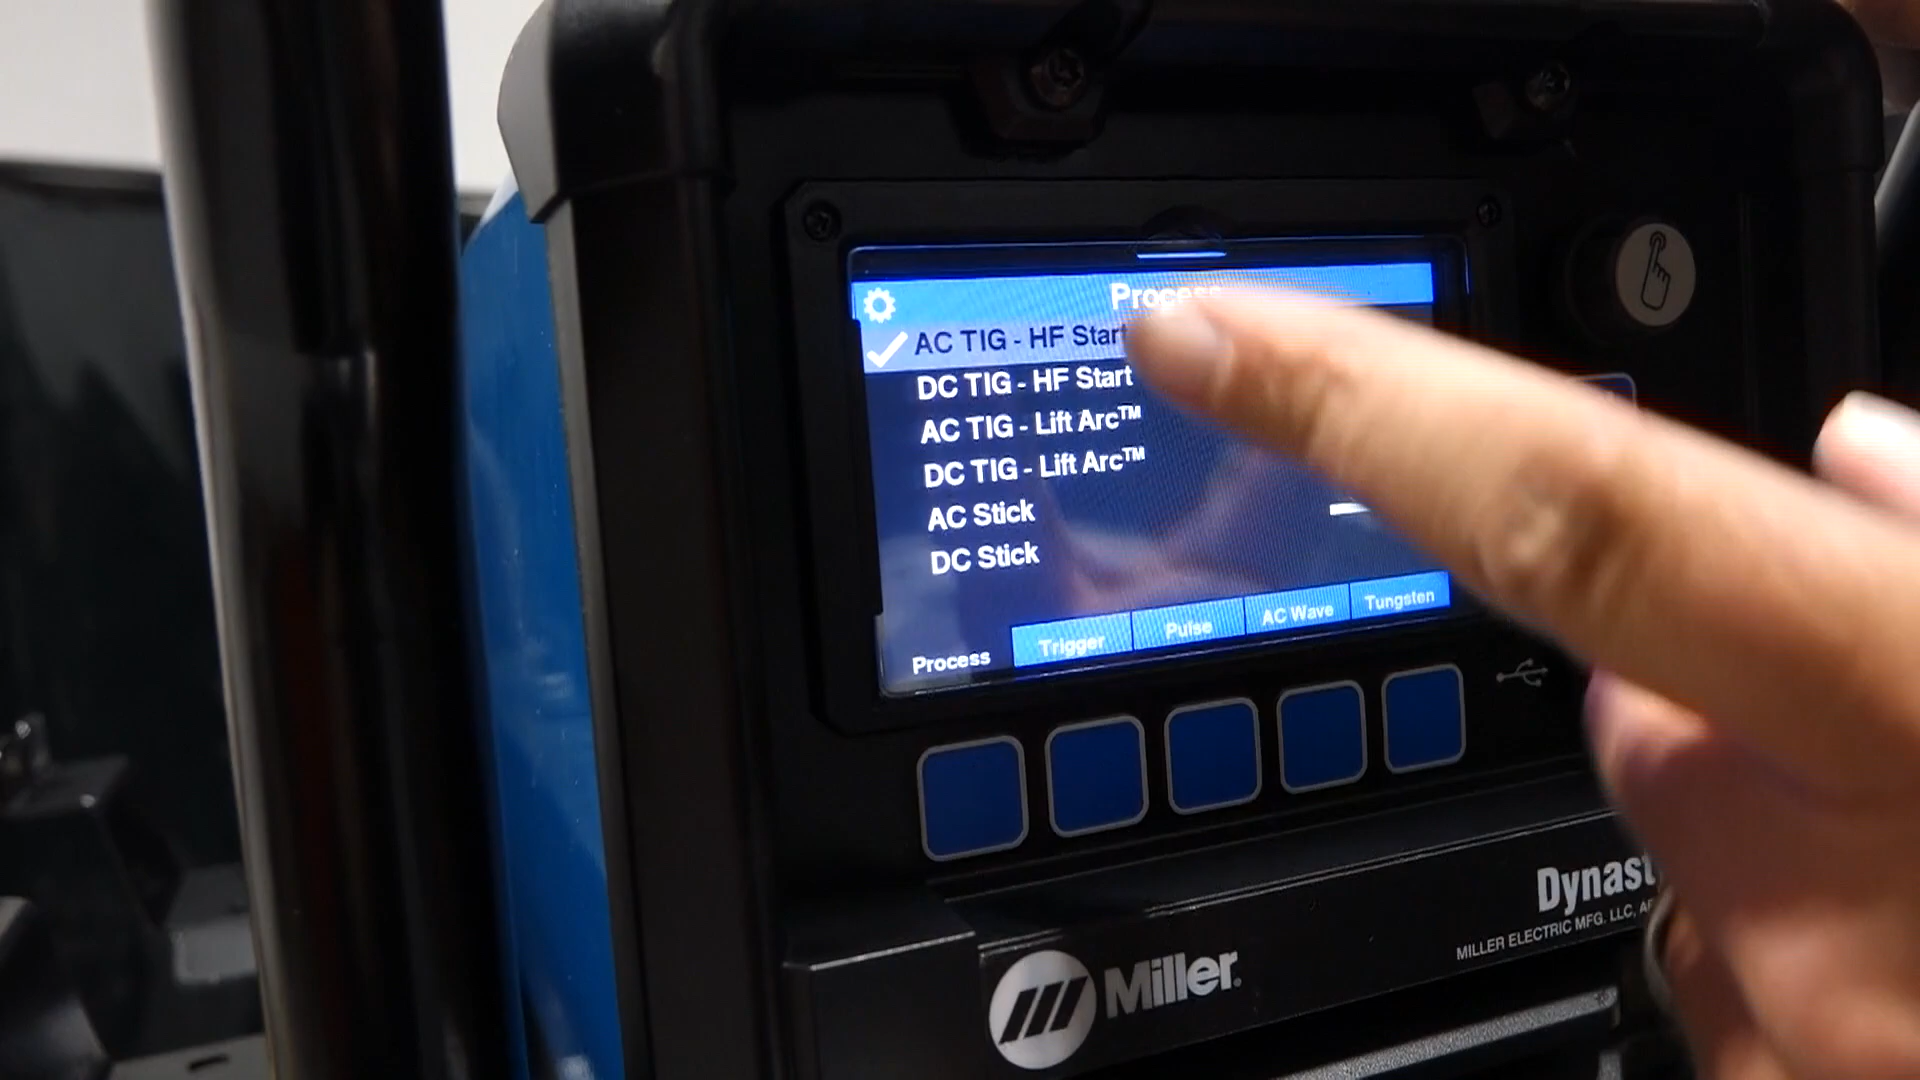 Process
AC TIG - HF Start
DC TIG - HF Start
AC TIG - Lift Arc™
DC TIG - Lift Arc™
AC Stick
DC Stick
Process
Trigger
Pulse
AC Wave
Tungsten
Dynast
MILLER ELECTRIC MFG. LLC,
Miller.